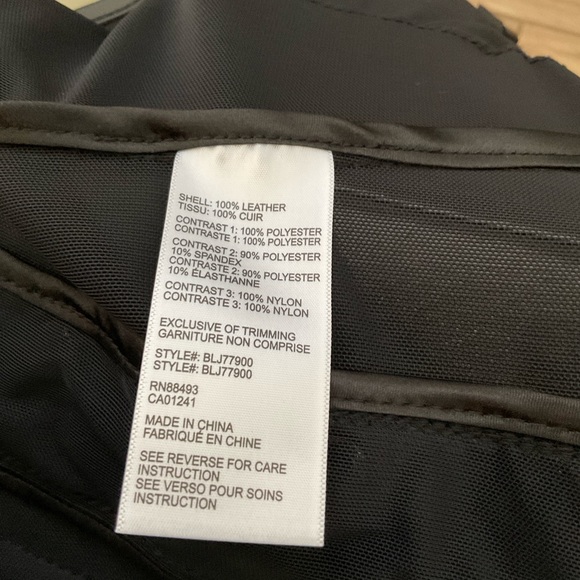 SHELL: 100% LEATHER
TISSU: 100% CUIR
CONTRAST 1: 100% POLYESTER
CONTRASTE 1: 100% POLYESTER
CONTRAST 2: 90% POLYESTER
10% SPANDEX
CONTRASTE 2: 90% POLYESTER
10% ÉLASTHANNE
CONTRAST 3: 100% NYLON
CONTRASTE 3: 100% NYLON
EXCLUSIVE OF TRIMMING
GARNITURE NON COMPRISE
STYLE#: BLJ77900
STYLE#: BLJ77900
RN88493
CA01241
MADE IN CHINA
FABRIQUÉ EN CHINE
SEE REVERSE FOR CARE
INSTRUCTION
SEE VERSO POUR SOINS
INSTRUCTION